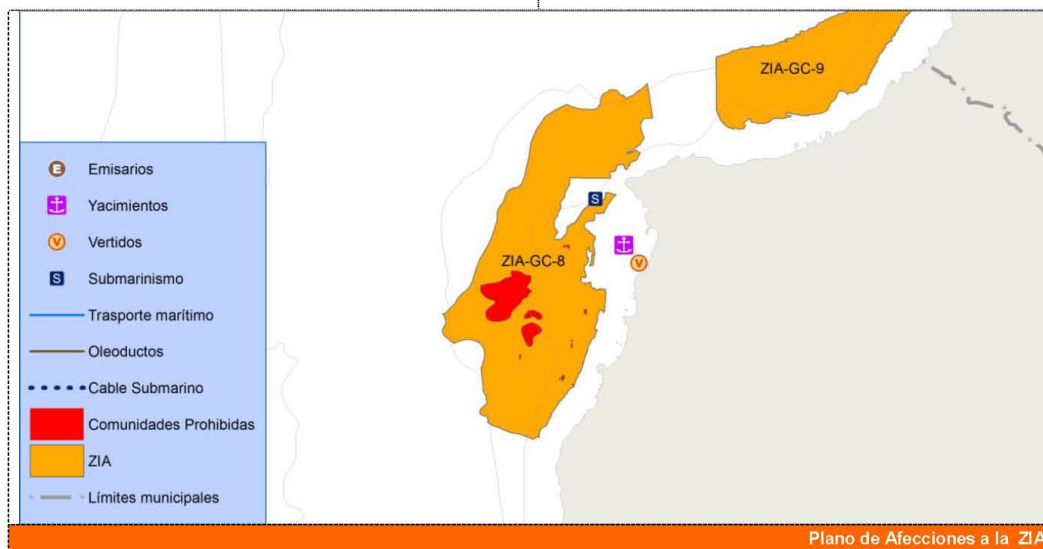 ZIA-GC-9
E Emisarios
Yacimientos
V Vertidos
S
S Submarinismo
ZIA-GC-8
V
Trasporte marítimo
Oleoductos
Cable Submarino
Comunidades Prohibidas
ZIA
Límites municipales
Plano de Afecciones a la ZIA